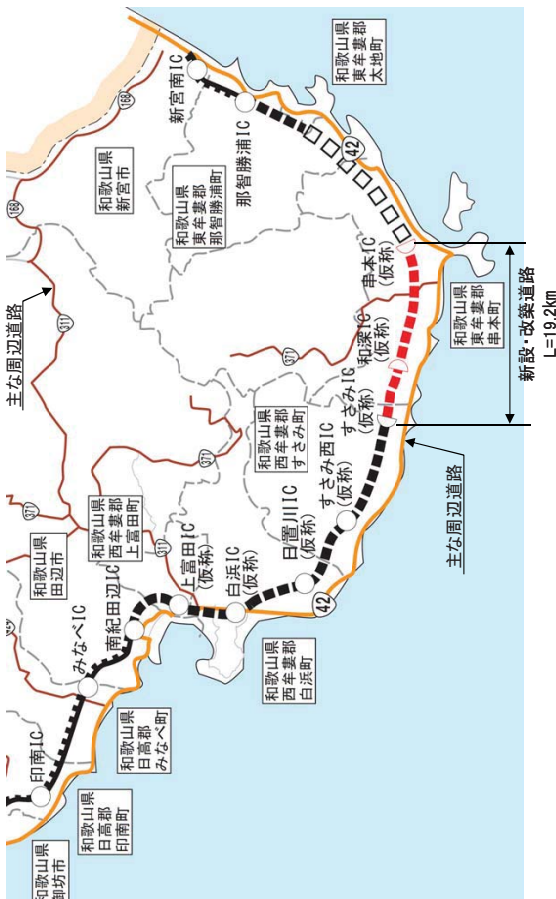 新宮南IC
那智勝浦IC
和歌山県
東牟婁郡
太地町
168
和歌山県
新宮市
和歌山県
東牟婁郡
那智勝浦町
42
168
主な周辺道路
311
串本IC
(仮称)
和深IC
(仮称)
すさみIC
(仮称)
371
和歌山県
東牟婁郡
串本町
新設・改築道路
L=19.2km
和歌山県
西牟婁郡
すさみ町
すさみ西IC
(仮称)
主な周辺道路
371
和歌山県
西牟婁郡
上富田町
371
311
日置川IC
(仮称)
42
白浜IC
(仮称)
上富田IC
(仮称)
和歌山県
西牟婁郡
白浜町
和歌山県
田辺市
南紀田辺IC
みなべIC
和歌山県
日高郡
みなべ町
印南IC
和歌山県
日高郡
印南町
和歌山県
御坊市